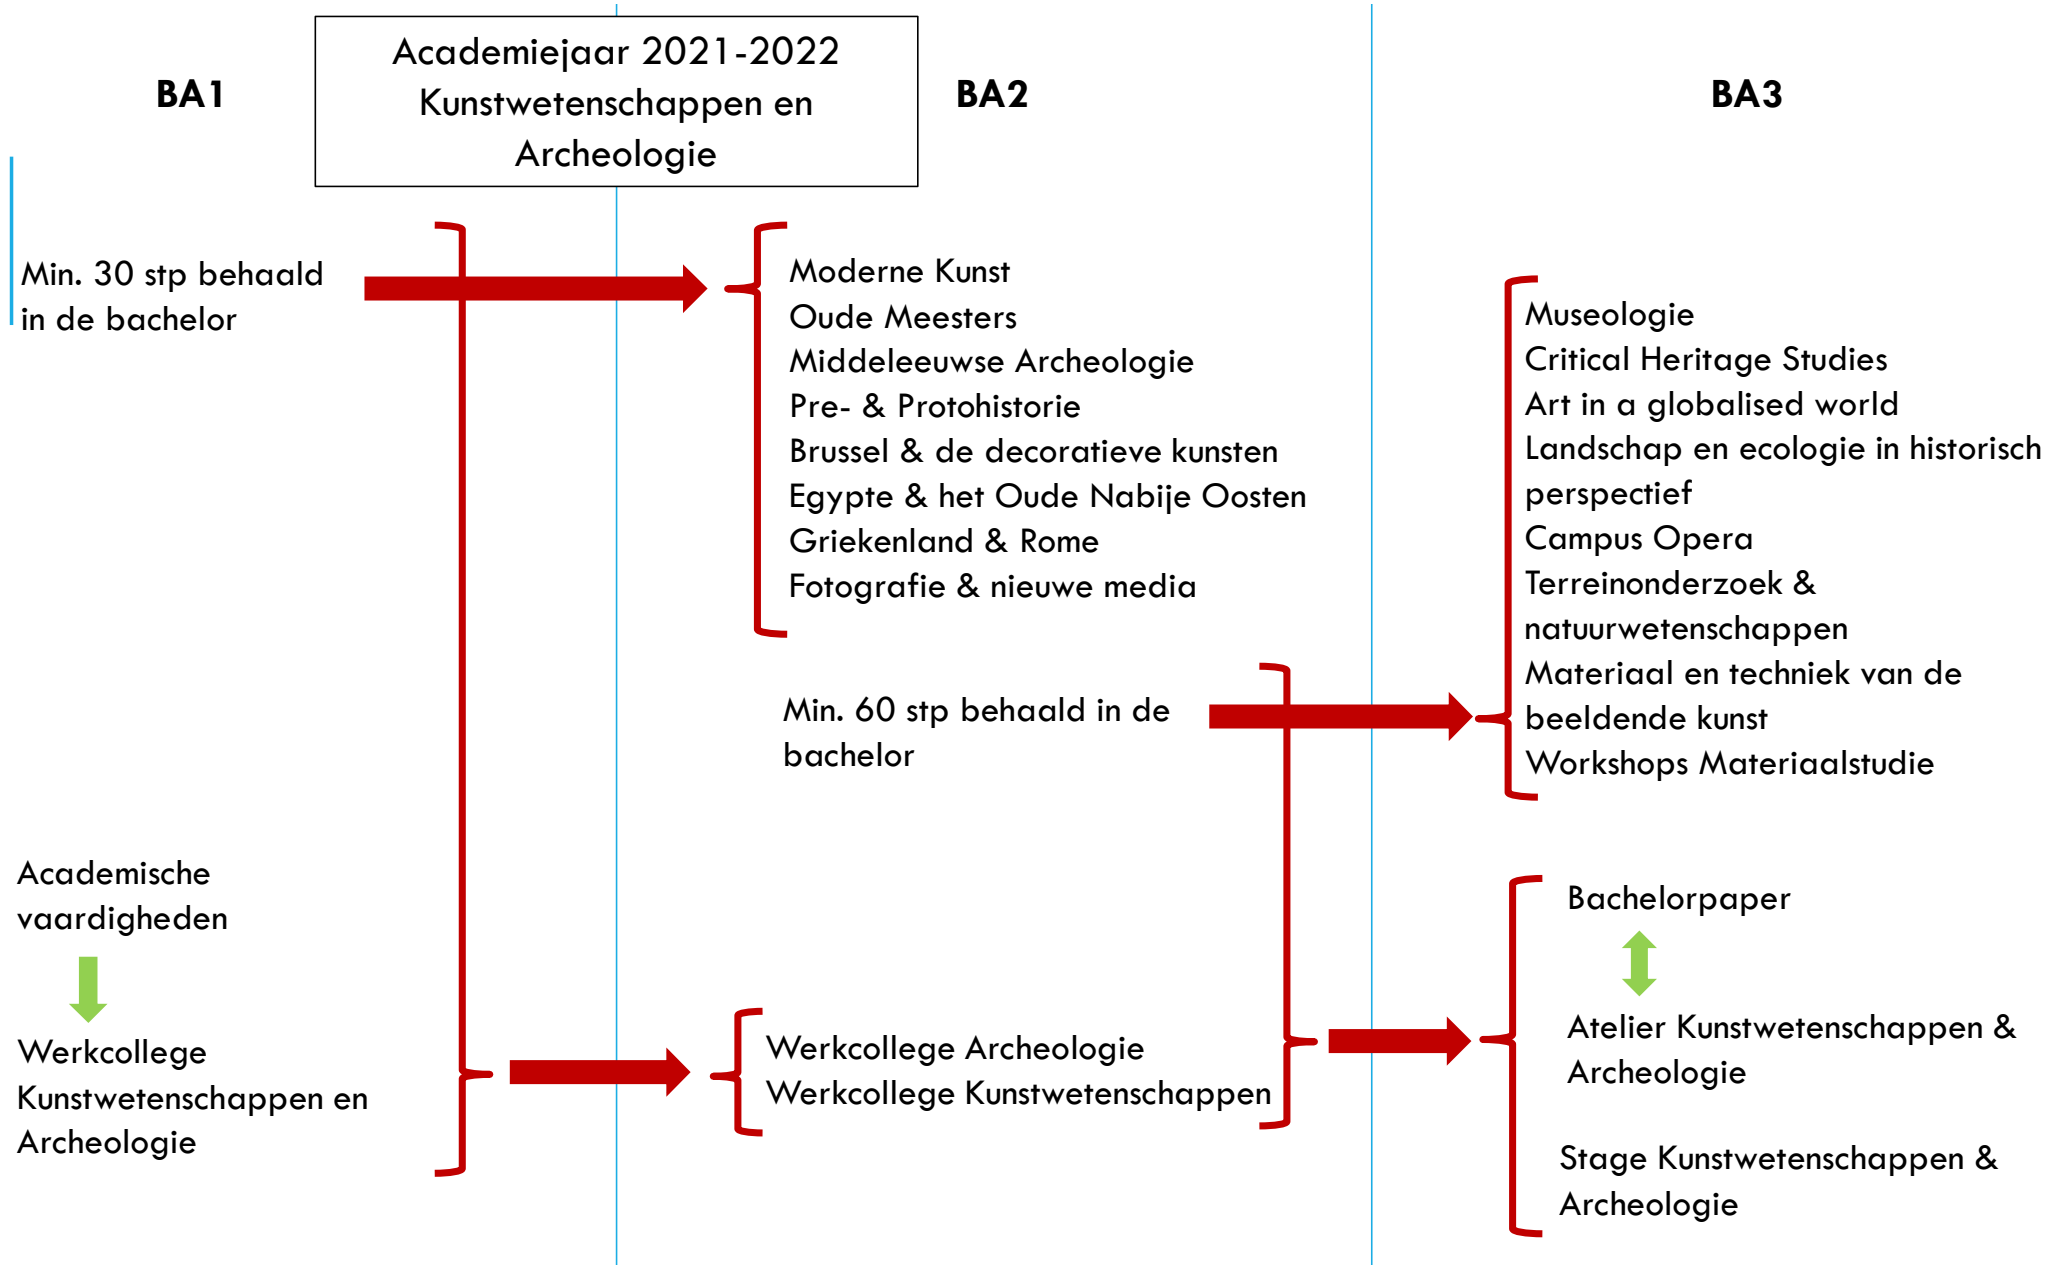 Academiejaar 2021-2022
Kunstwetenschappen en
Archeologie
BA1
BA2
BA3
Min. 30 stp behaald
in de bachelor
Academische
vaardigheden
Werkcollege
Kunstwetenschappen en
Archeologie
Moderne Kunst
Oude Meesters
Middeleeuwse Archeologie
Pre- & Protohistorie
Brussel & de decoratieve kunsten
Egypte & het Oude Nabije Oosten
Griekenland & Rome
Fotografie & nieuwe media
Min. 60 stp behaald in de
bachelor
Werkcollege Archeologie
Werkcollege Kunstwetenschappen
Museologie
Critical Heritage Studies
Art in a globalised world
Landschap en ecologie in historisch
perspectief
Campus Opera
Terreinonderzoek &
natuurwetenschappen
Materiaal en techniek van de
beeldende kunst
Workshops Materiaalstudie
Bachelorpaper
Atelier Kunstwetenschappen &
Archeologie
Stage Kunstwetenschappen &
Archeologie